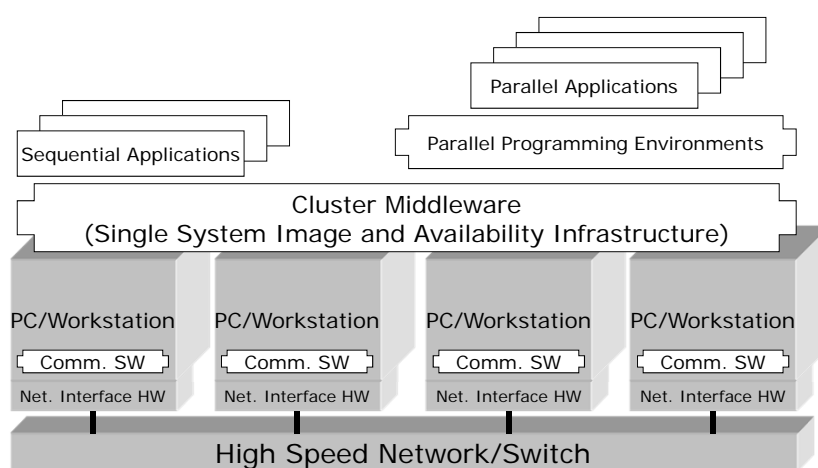 Parallel Applications
Sequential Applications
Parallel Programming Environments
Cluster Middleware
(Single System Image and Availability Infrastructure)
PC/Workstation
PC/Workstation
PC/Workstation
PC/Workstation
Comm. SW
Comm. SW
Comm. SW
Comm. SW
Net. Interface HW
Net. Interface HW
Net. Interface HW
Net. Interface HW
High Speed Network/Switch